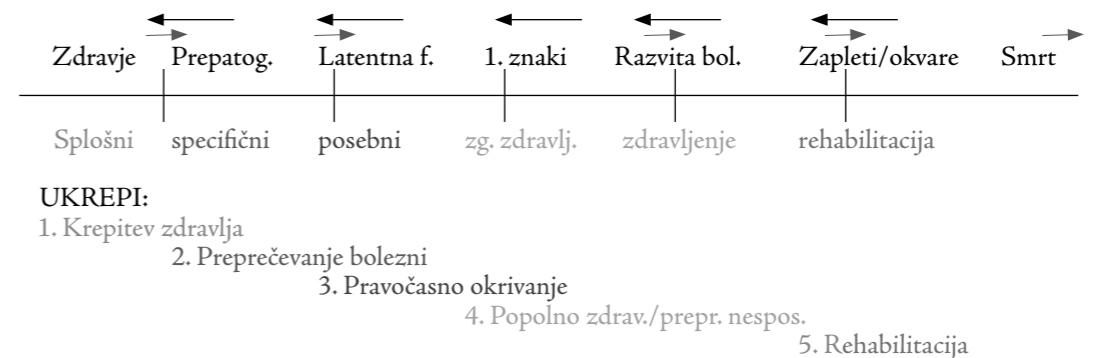 Zdravje Prepatog. Latentna f. 1. znaki Razvita bol. Zapleti/okvare Smrt
Splošni specifični posebni zg. zdravlj. zdravljenje rehabilitacija
UKREPI:
1. Krepitev zdravlja
2. Preprečevanje bolezni
3. Pravočasno okrivanje
4. Popolno zdrav./prepr. nespos.
5. Rehabilitacija